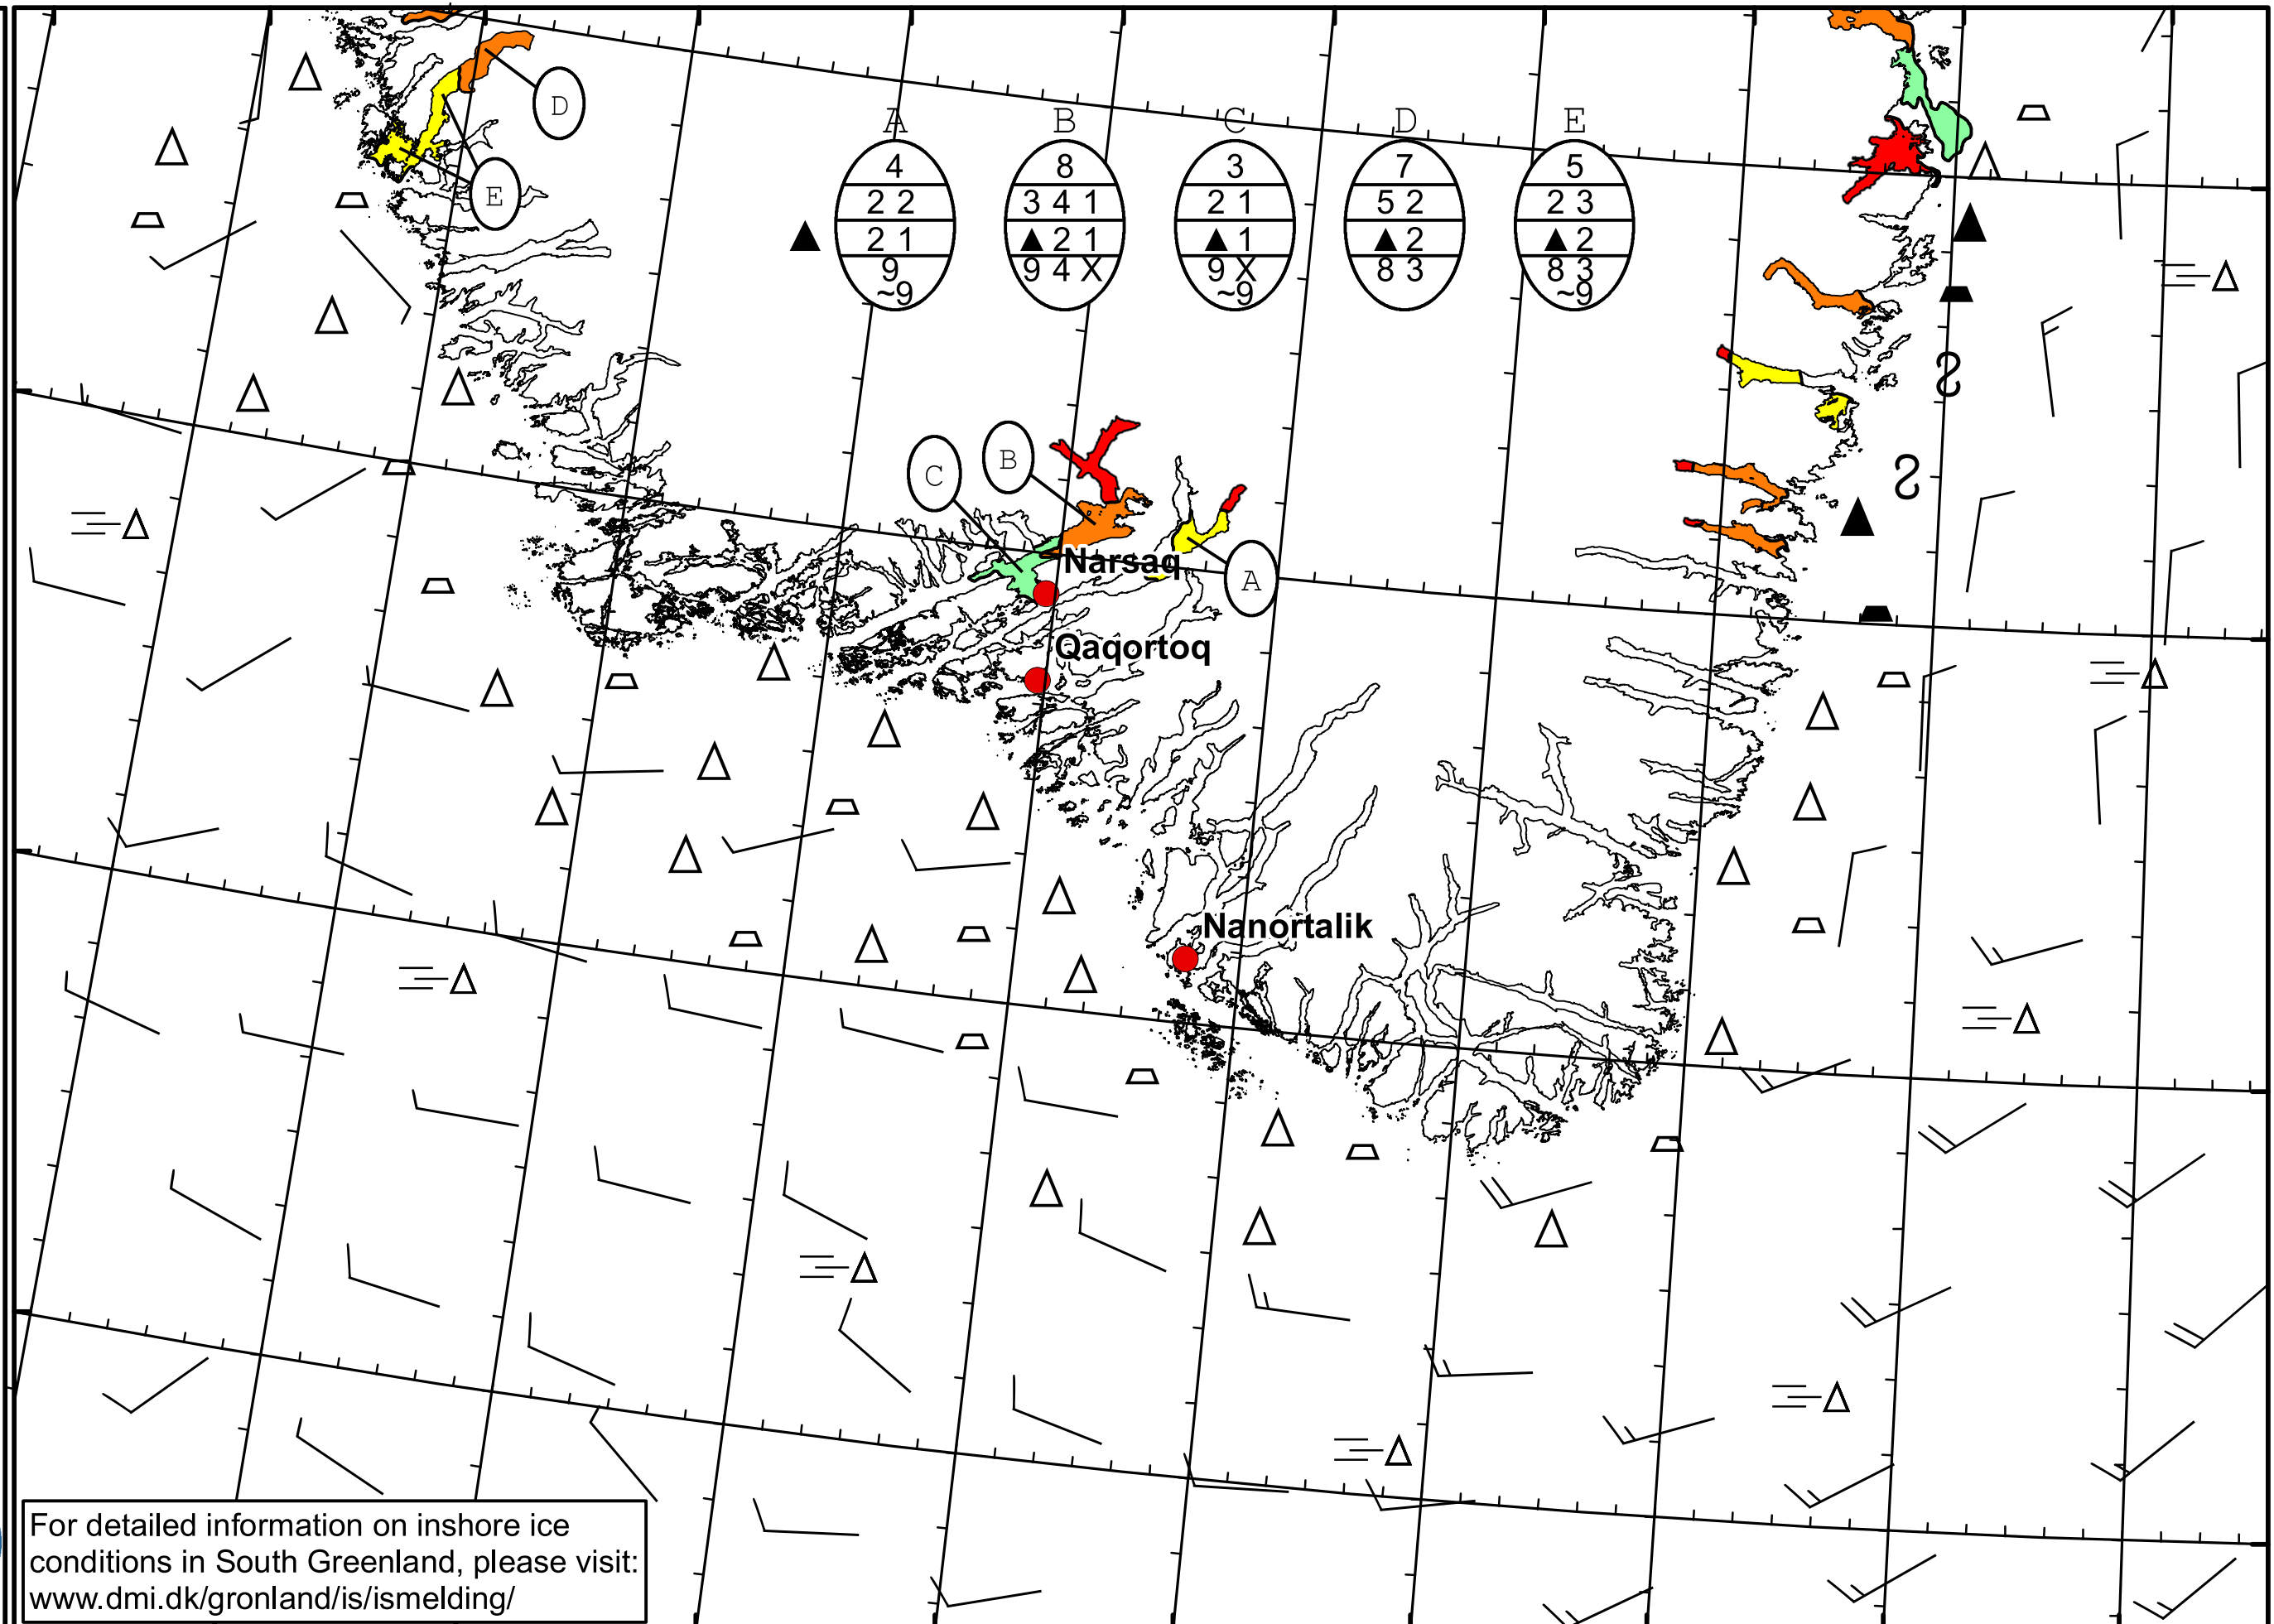 D
E
A B C D E
4 8 3 7 5
2 2 3 4 1 2 1 5 2 2 3
2 1 ▲ 2 1 ▲ 1 ▲ 2 ▲ 2
9 9 4 X 9 X 8 3 8 3
~9 ~9 ~9
C B
Narsaq
A
Qaqortoq
Nanortalik
For detailed information on inshore ice
conditions in South Greenland, please visit:
www.dmi.dk/gronland/is/ismelding/